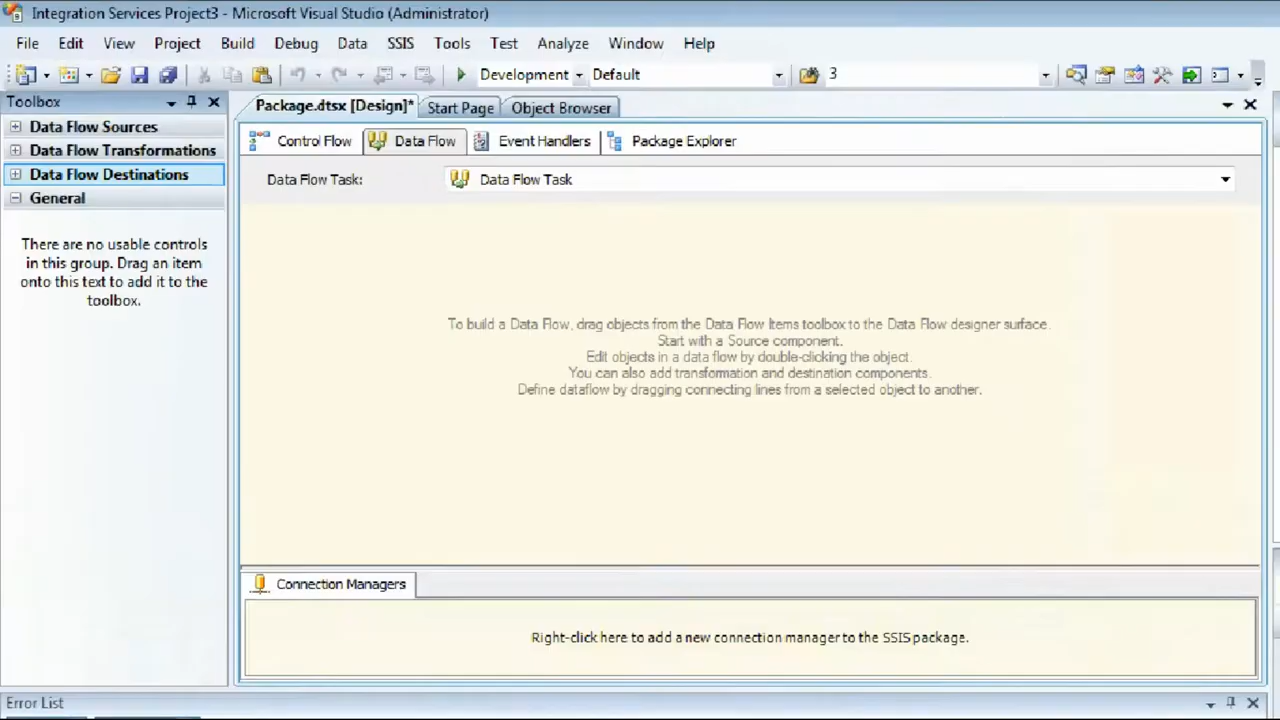 Integration Services Project3 - Microsoft Visual Studio (Administrator)
File Edit View Project Build Debug Data SSIS Tools Test Analyze Window Help
Development Default 3
Toolbox
Package.dtsx [Design]* Start Page Object Browser
Data Flow Sources
Data Flow Transformations
Data Flow Destinations
General
There are no usable controls
in this group. Drag an item
onto this text to add it to the
toolbox.
Control Flow Data Flow Event Handlers Package Explorer
Data Flow Task: Data Flow Task
To build a Data Flow, drag objects from the Data Flow Items toolbox to the Data Flow designer surface.
Start with a Source component.
Edit objects in a data flow by double-clicking the object.
You can also add transformation and destination components.
Define dataflow by dragging connecting lines from a selected object to another.
Connection Managers
Right-click here to add a new connection manager to the SSIS package.
Error List